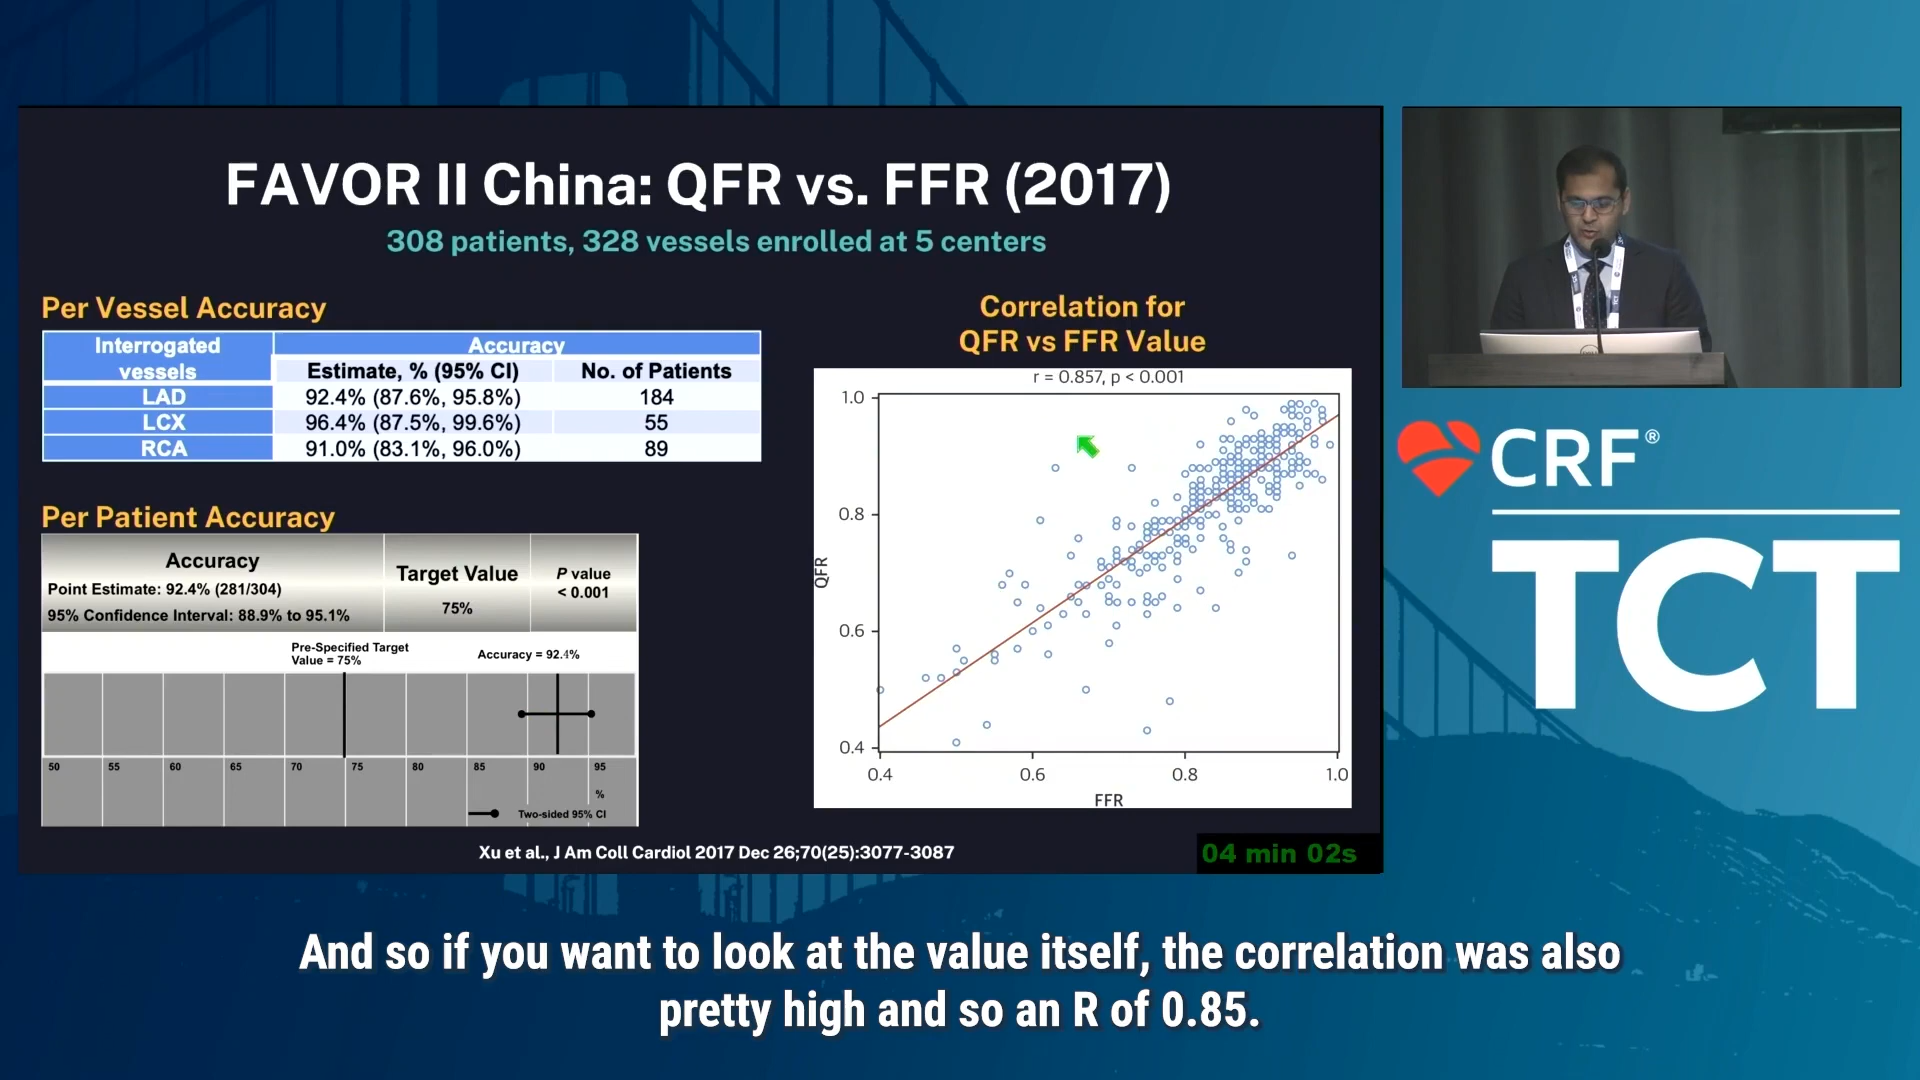 FAVOR II China: QFR vs. FFR (2017)
308 patients, 328 vessels enrolled at 5 centers
Per Vessel Accuracy
Interrogated vessels
Accuracy
Estimate, % (95% CI) No. of Patients
LAD 92.4% (87.6%, 95.8%) 184
LCX 96.4% (87.5%, 99.6%) 55
RCA 91.0% (83.1%, 96.0%) 89
Per Patient Accuracy
Accuracy
Point Estimate: 92.4% (281/304)
95% Confidence Interval: 88.9% to 95.1%
Target Value
75%
P value
< 0.001
Pre-Specified Target
Value = 75%
Accuracy = 92.4%
50 55 60 65 70 75 80 85 90 95
%
Two-sided 95% CI
Correlation for
QFR vs FFR Value
r = 0.857, p < 0.001
1.0
0.8
0.6
0.4
QFR
0.4 0.6 0.8 1.0
FFR
Xu et al., J Am Coll Cardiol 2017 Dec 26;70(25):3077-3087
04 min 02s
CRF®
TCT
And so if you want to look at the value itself, the correlation was also
pretty high and so an R of 0.85.